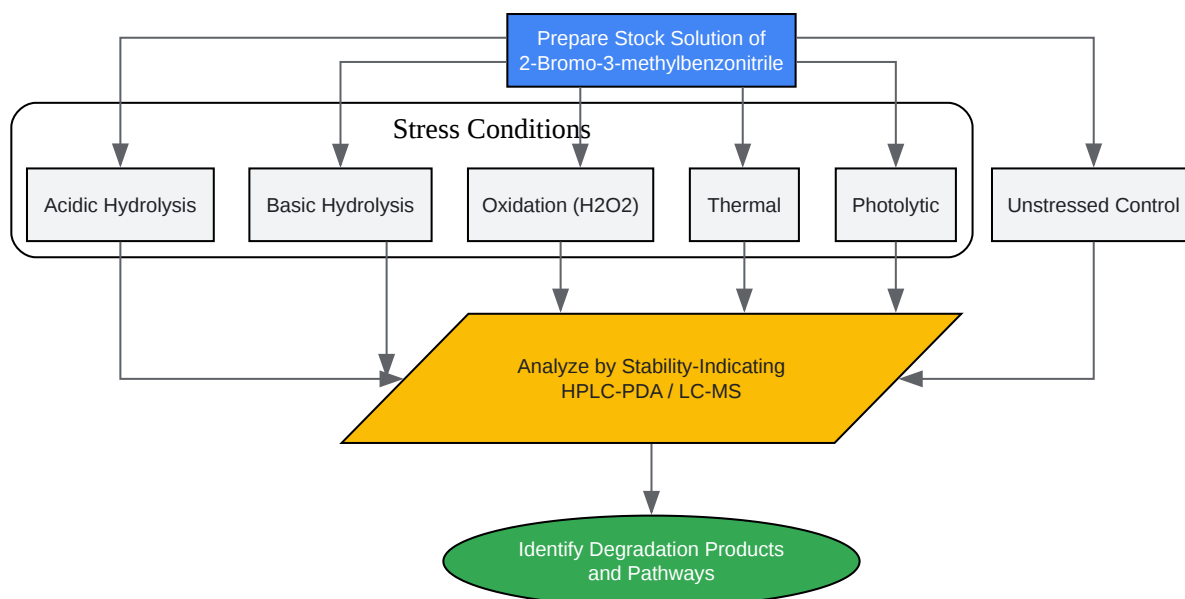 Prepare Stock Solution of
2-Bromo-3-methylbenzonitrile
Stress Conditions
Acidic Hydrolysis
Basic Hydrolysis
Oxidation (H2O2)
Thermal
Photolytic
Unstressed Control
Analyze by Stability-Indicating
HPLC-PDA / LC-MS
Identify Degradation Products
and Pathways